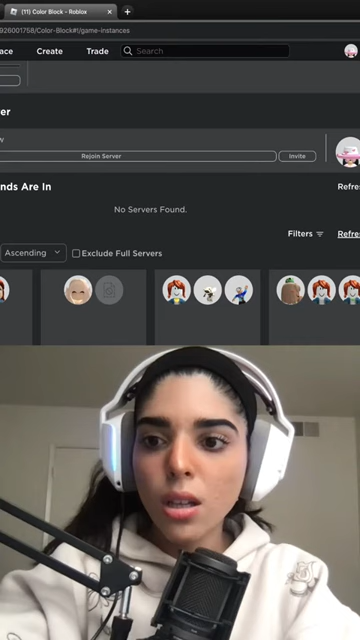 (11) Color Block - Roblox
926001758/Color-Block#!/game-instances
ace Create Trade Search
er
w
Rejoin Server Invite
nds Are In Refre
No Servers Found.
Filters Refre
Ascending Exclude Full Servers